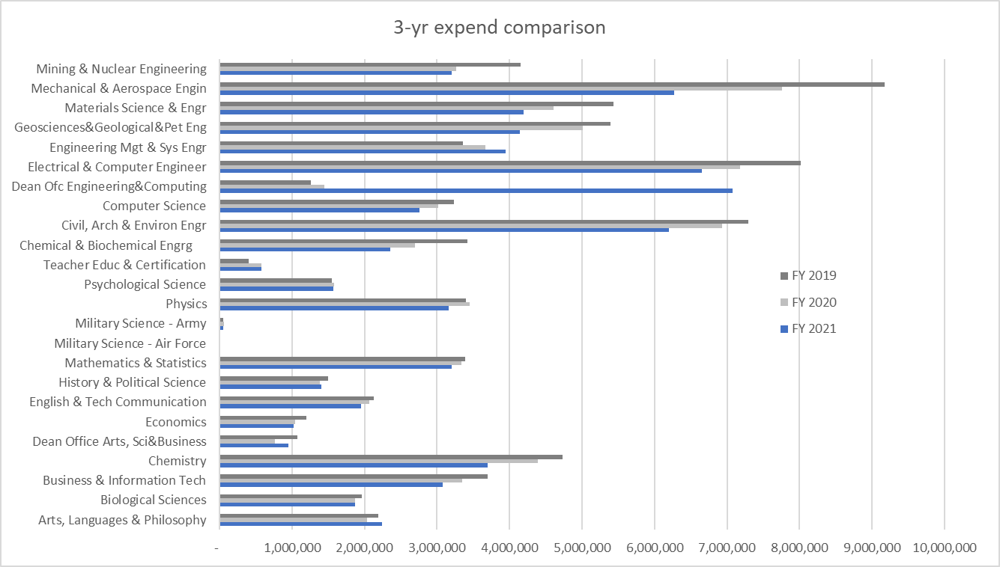 3-yr expend comparison
Mining & Nuclear Engineering
Mechanical & Aerospace Engin
Materials Science & Engr
Geosciences&Geological&Pet Eng
Engineering Mgt & Sys Engr
Electrical & Computer Engineer
Dean Ofc Engineering&Computing
Computer Science
Civil, Arch & Environ Engr
Chemical & Biochemical Engrg
Teacher Educ & Certification
Psychological Science
Physics
Military Science - Army
Military Science - Air Force
Mathematics & Statistics
History & Political Science
English & Tech Communication
Economics
Dean Office Arts, Sci&Business
Chemistry
Business & Information Tech
Biological Sciences
Arts, Languages & Philosophy
FY 2019
FY 2020
FY 2021
- 1,000,000 2,000,000 3,000,000 4,000,000 5,000,000 6,000,000 7,000,000 8,000,000 9,000,000 10,000,000